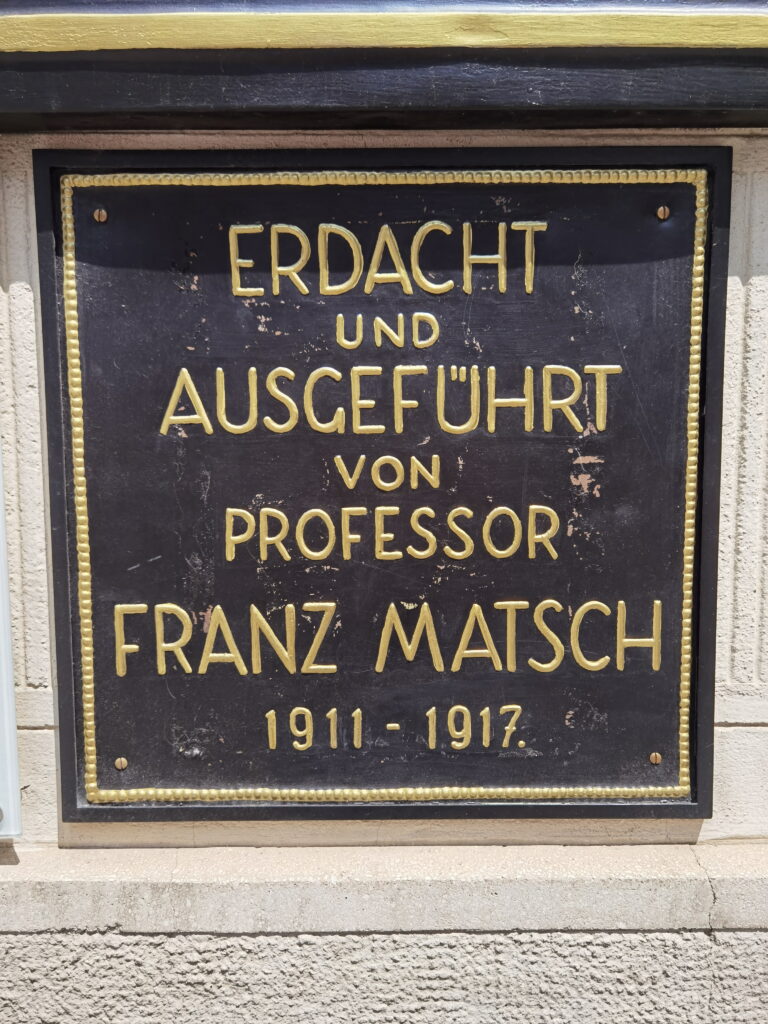 ERDACHT
UND
AUSGEFÜHRT
VON
PROFESSOR
FRANZ MATSCH
1911 - 1917.